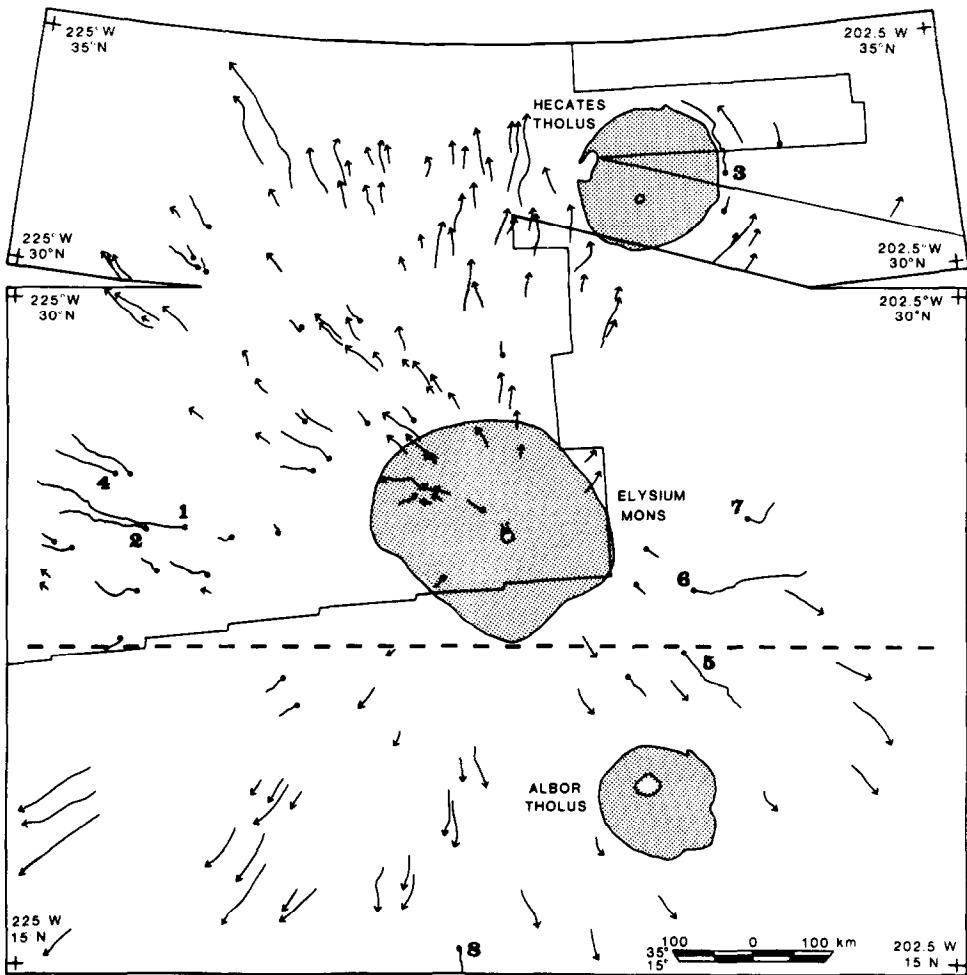 225° W
35° N
202.5 W
35° N
HECATES
THOLUS
3
225° W
30° N
202.5° W
30° N
225° W
30° N
202.5° W
30° N
4
1
2
ELYSIUM
MONS
7
6
5
ALBOR
THOLUS
225 W
15 N
8
100 0 100 km
35°
15°
202.5 W
15 N